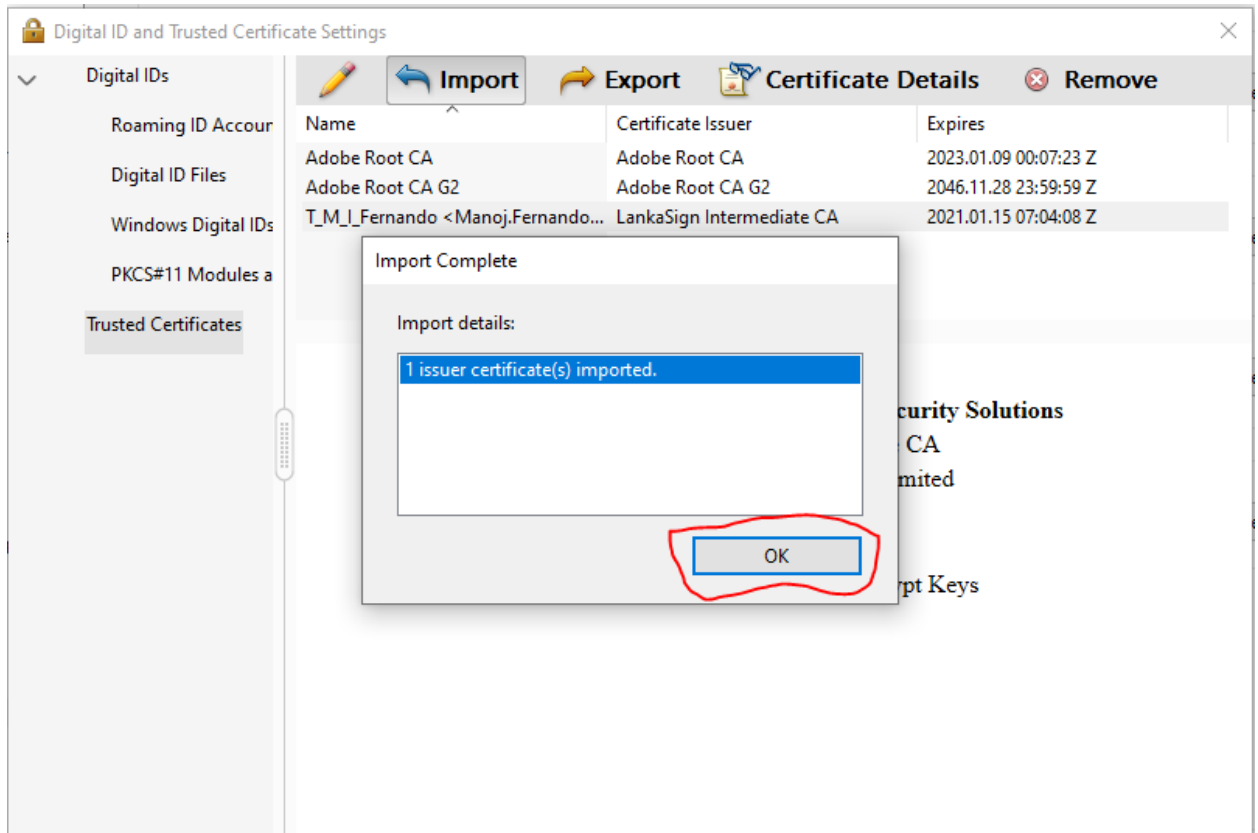 Digital ID and Trusted Certificate Settings
Digital IDs
Roaming ID Accour
Digital ID Files
Windows Digital IDs
PKCS#11 Modules a
Trusted Certificates
Import Export Certificate Details Remove
Name Certificate Issuer Expires
Adobe Root CA Adobe Root CA 2023.01.09 00:07:23 Z
Adobe Root CA G2 Adobe Root CA G2 2046.11.28 23:59:59 Z
T_M_I_Fernando <Manoj.Fernando... LankaSign Intermediate CA 2021.01.15 07:04:08 Z
Import Complete
Import details:
1 issuer certificate(s) imported.
OK
curity Solutions
CA
mited
ypt Keys